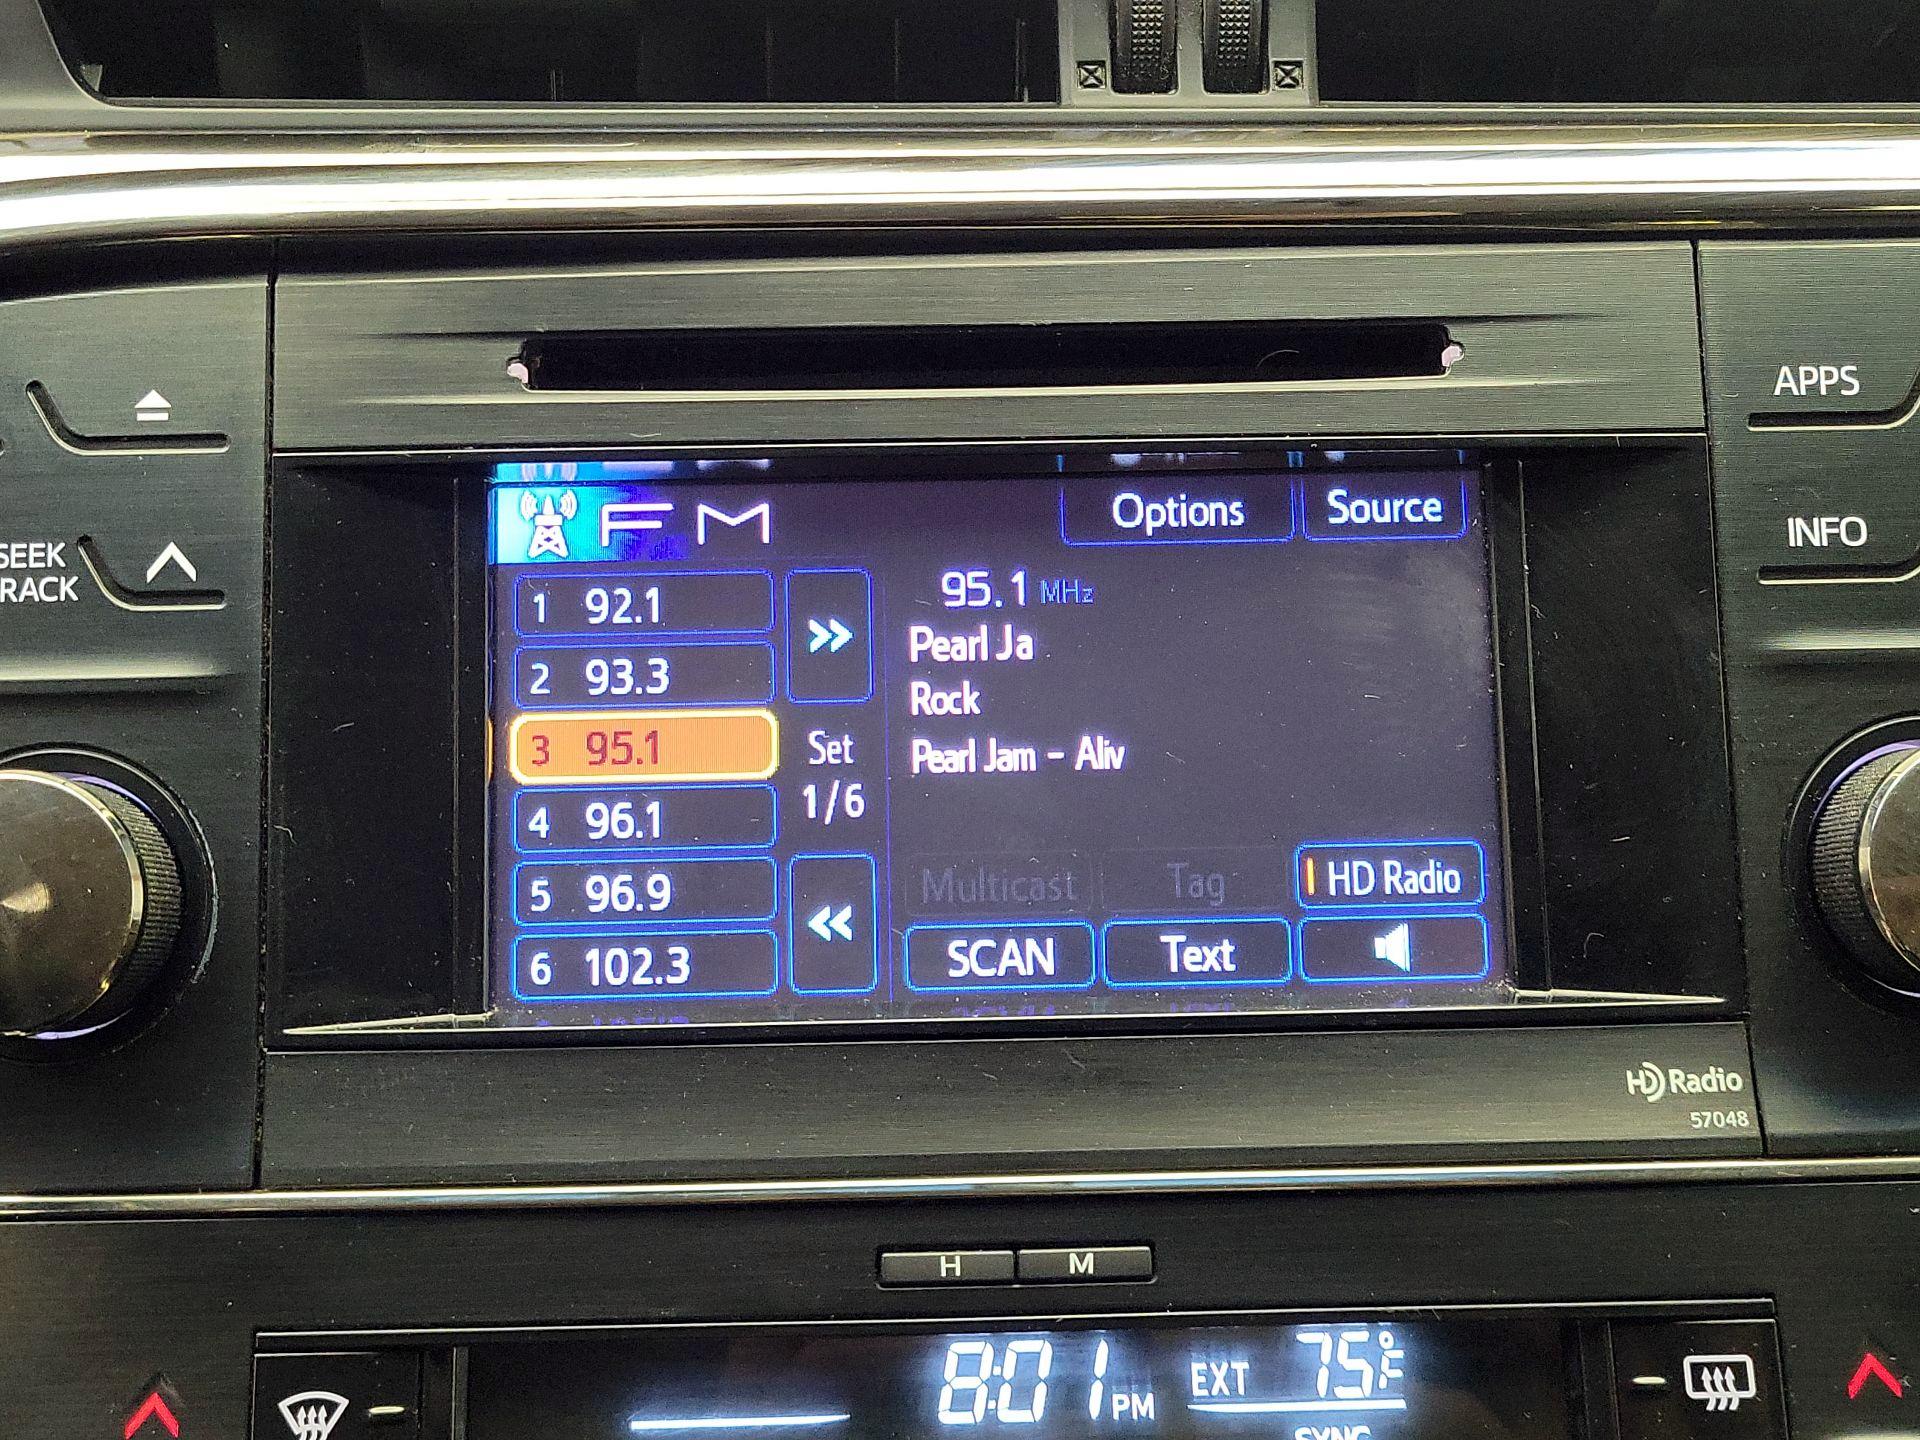 APPS
SEEK
RACK
INFO
FM
Options
Source
1 92.1
2 93.3
3 95.1
4 96.1
5 96.9
6 102.3
Set
1/6
95.1 MHz
Pearl Ja
Rock
Pearl Jam - Aliv
Multicast
Tag
HD Radio
SCAN
Text
HD Radio
57048
H
M
8:01 PM
EXT 75°F
SYNC